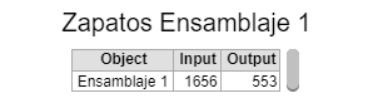 Zapatos Ensamblaje 1
Object Input Output
Ensamblaje 1 1656 553